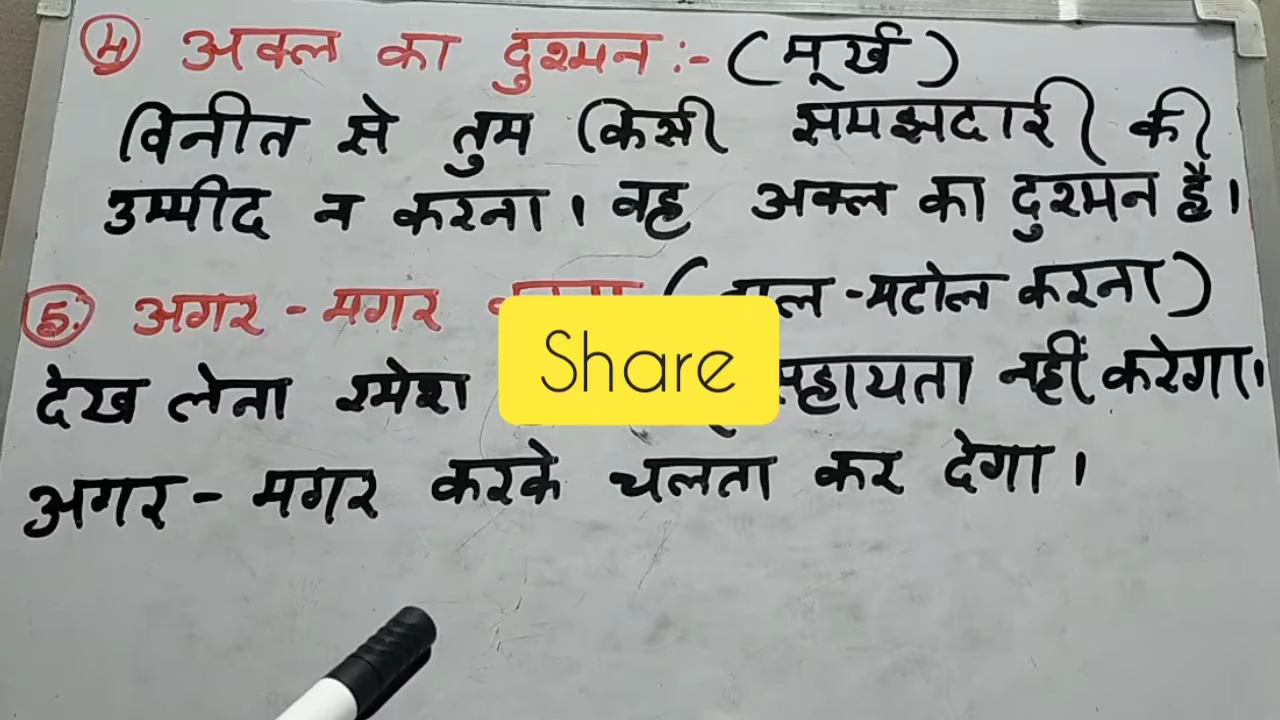 4 अक्ल का दुश्मन :- (मूर्ख)
विनीत से तुम किसी समझदारी की
उम्मीद न करना। वह अक्ल का दुश्मन है।
5. अगर - मगर -मटोल करना)
Share
देख लेना रमेश सहायता नहीं करेगा।
अगर - मगर करके चलता कर देगा।